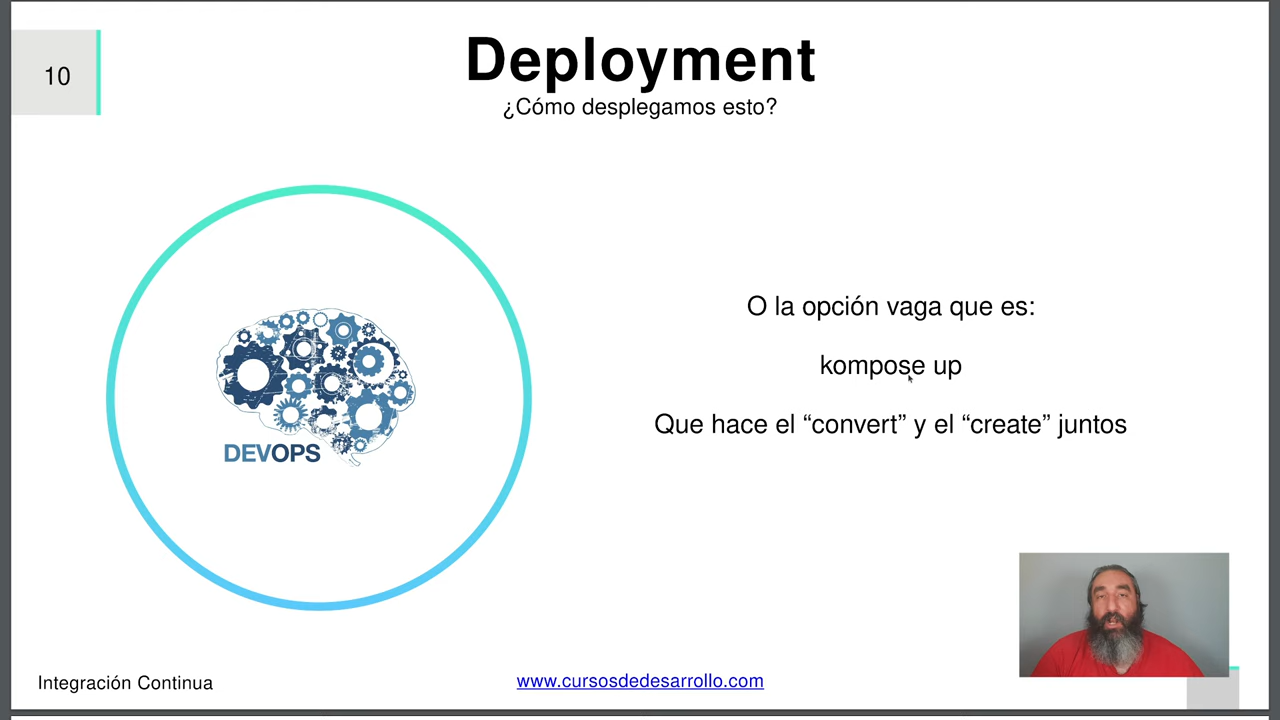 10
Deployment
¿Cómo desplegamos esto?
O la opción vaga que es:
kompose up
Que hace el “convert” y el “create” juntos
DEVOPS
Integración Continua
www.cursosdedesarrollo.com